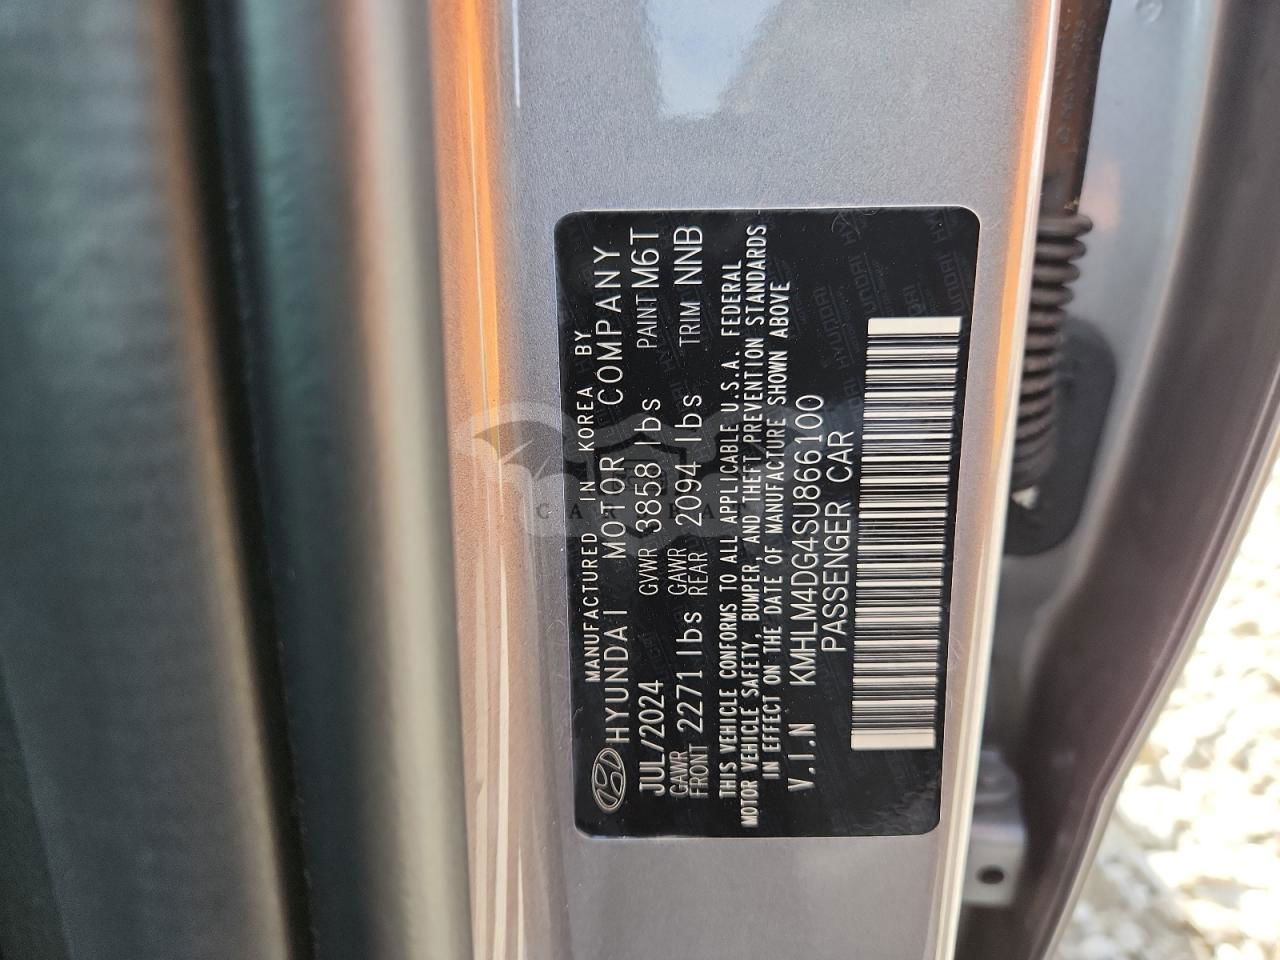 MANUFACTURED IN KOREA BY
HYUNDAI MOTOR COMPANY
JUL/2024 GVWR 3858 lbs PAINT M6T
GAWR FRONT 2271 lbs GAWR REAR 2094 lbs TRIM NNB
THIS VEHICLE CONFORMS TO ALL APPLICABLE U.S.A. FEDERAL
MOTOR VEHICLE SAFETY, BUMPER, AND THEFT PREVENTION STANDARDS
IN EFFECT ON THE DATE OF MANUFACTURE SHOWN ABOVE
V.I.N KMHLM4DG4SU866100
PASSENGER CAR